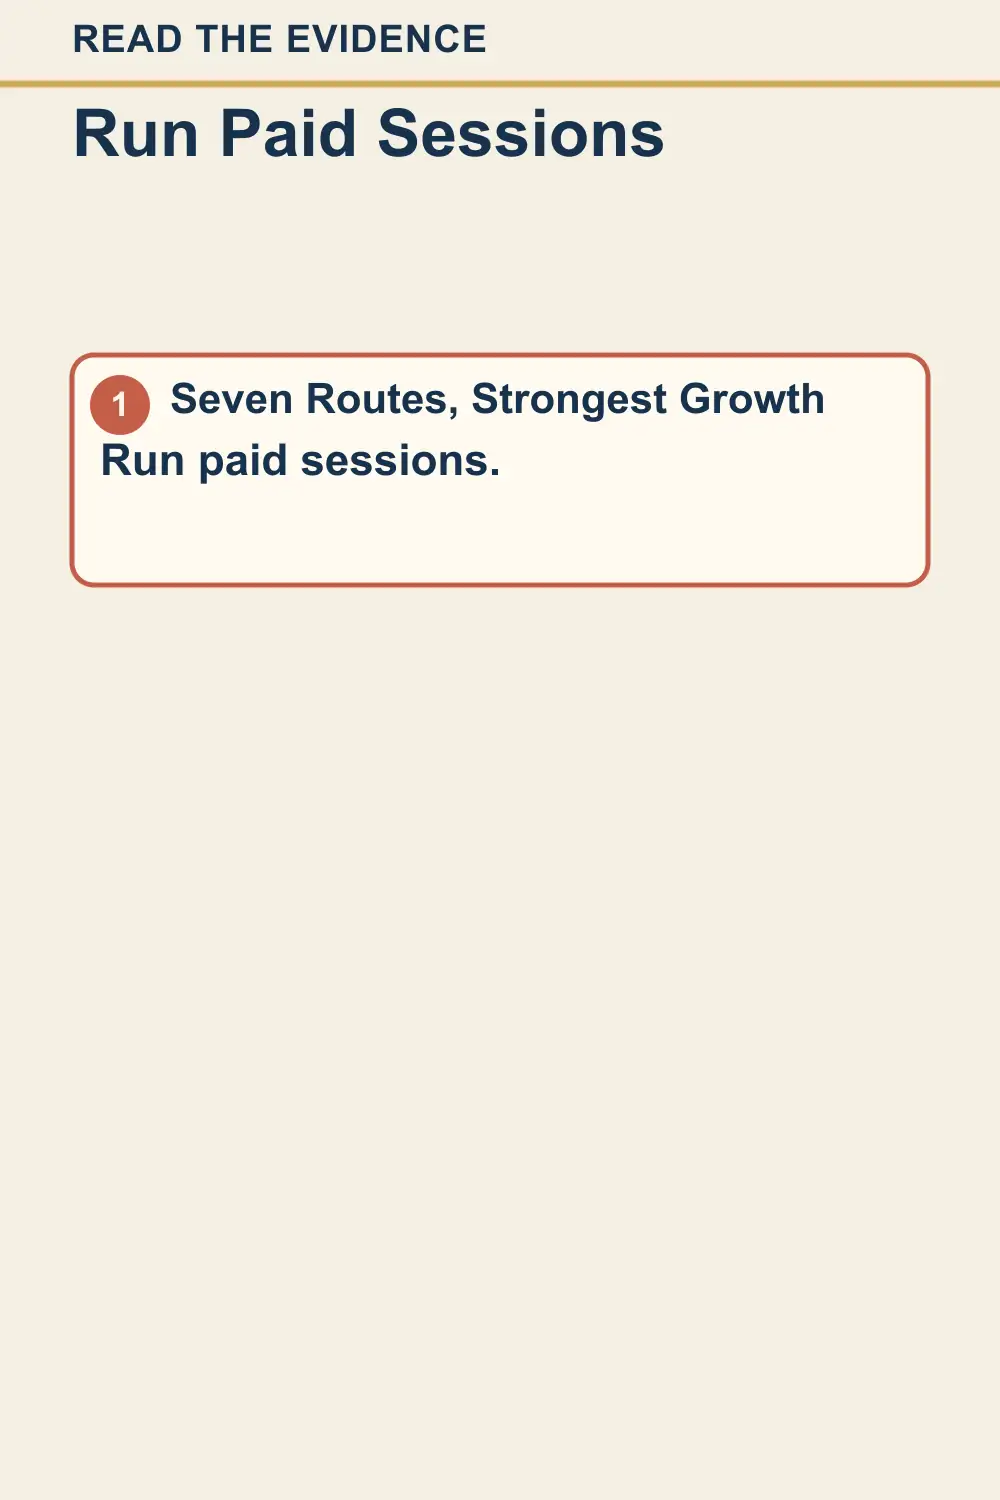 READ THE EVIDENCE
Run Paid Sessions
1 Seven Routes, Strongest Growth
Run paid sessions.